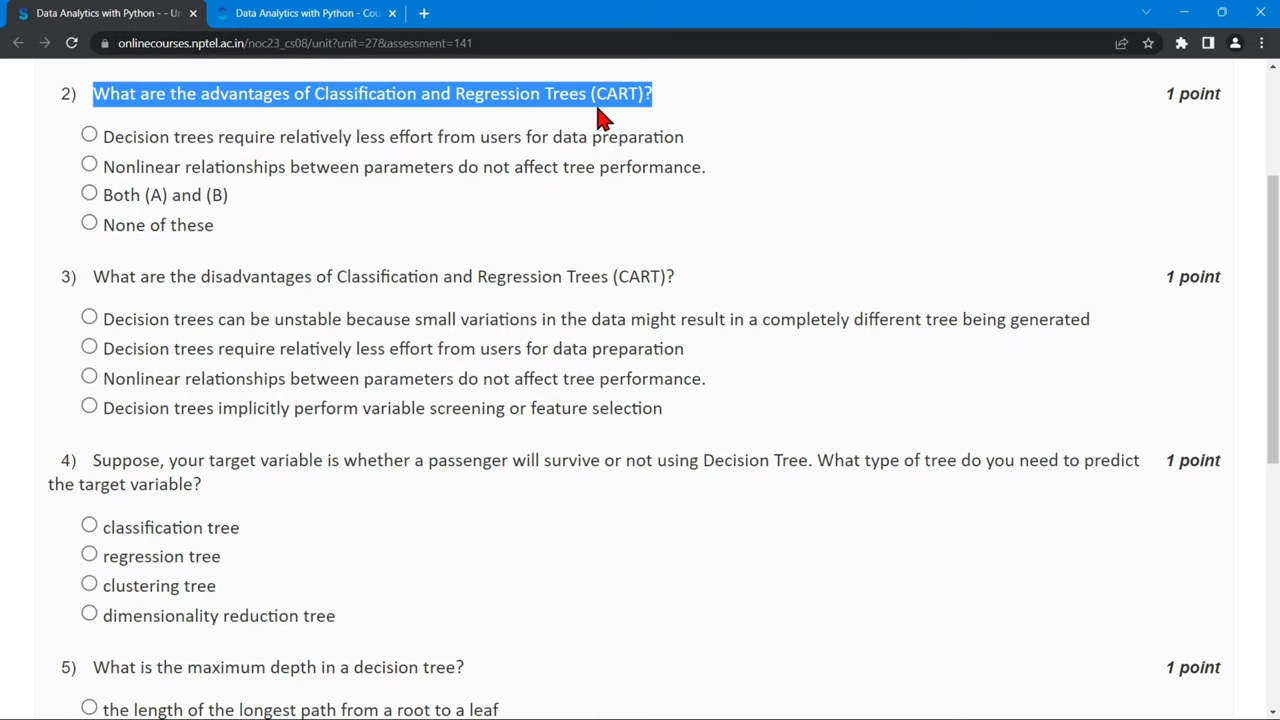 Data Analytics with Python - - Un
Data Analytics with Python - Cou
onlinecourses.nptel.ac.in/noc23_cs08/unit?unit=27&assessment=141
2) What are the advantages of Classification and Regression Trees (CART)? 1 point
Decision trees require relatively less effort from users for data preparation
Nonlinear relationships between parameters do not affect tree performance.
Both (A) and (B)
None of these
3) What are the disadvantages of Classification and Regression Trees (CART)? 1 point
Decision trees can be unstable because small variations in the data might result in a completely different tree being generated
Decision trees require relatively less effort from users for data preparation
Nonlinear relationships between parameters do not affect tree performance.
Decision trees implicitly perform variable screening or feature selection
4) Suppose, your target variable is whether a passenger will survive or not using Decision Tree. What type of tree do you need to predict 1 point
the target variable?
classification tree
regression tree
clustering tree
dimensionality reduction tree
5) What is the maximum depth in a decision tree? 1 point
the length of the longest path from a root to a leaf